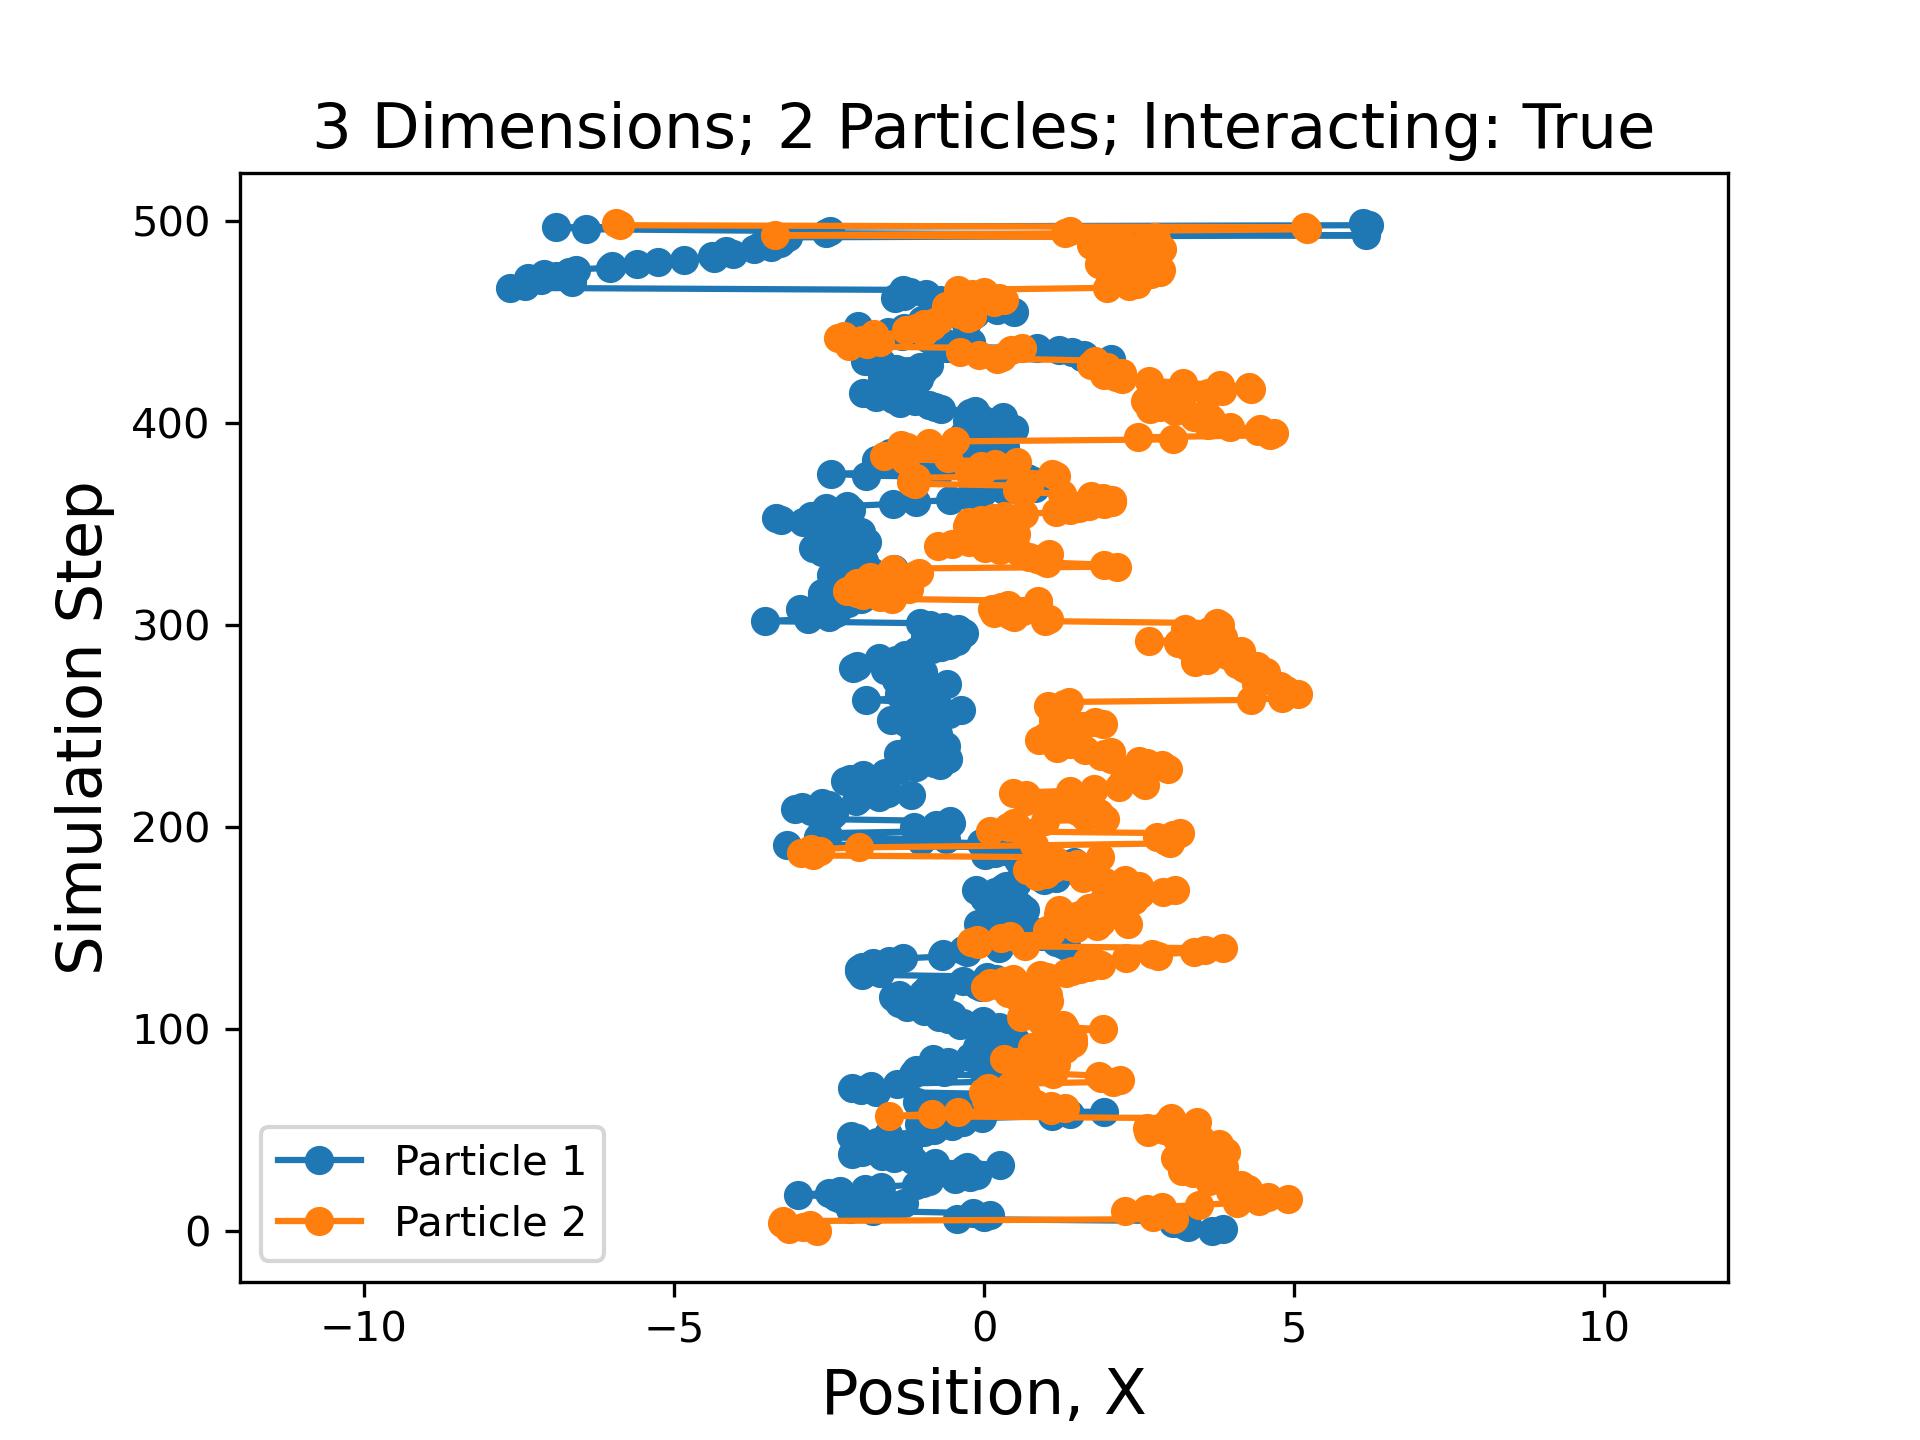 3 Dimensions; 2 Particles; Interacting: True
Simulation Step
500
400
300
200
100
0
Particle 1
Particle 2
−10
−5
0
5
10
Position, X